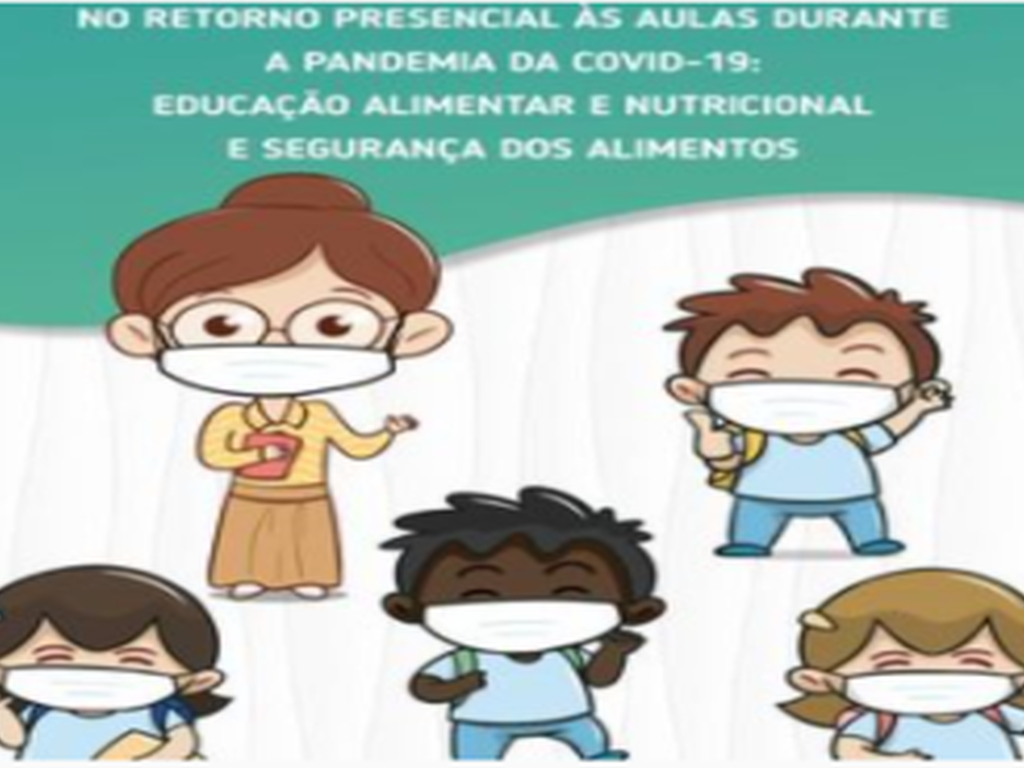 NO RETORNO PRESENCIAL ÀS AULAS DURANTE
A PANDEMIA DA COVID-19:
EDUCAÇÃO ALIMENTAR E NUTRICIONAL
E SEGURANÇA DOS ALIMENTOS